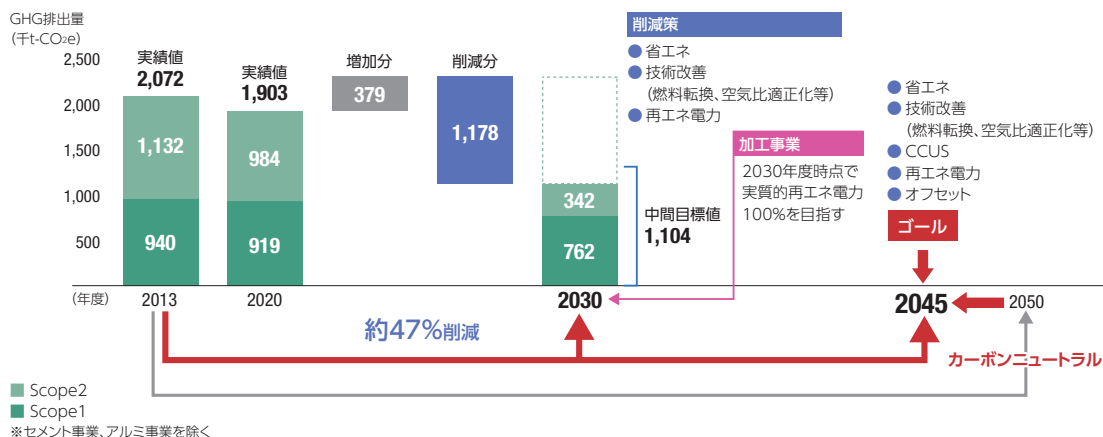 GHG排出量
(千t-CO2e)
2,500
2,000
1,500
1,000
500
(年度)
実績値
2,072
1,132
940
2013
実績値
1,903
984
919
2020
増加分
379
削減分
1,178
342
762
2030
中間目標値
1,104
削減策
● 省エネ
● 技術改善
(燃料転換、空気比適正化等)
● 再エネ電力
加工事業
2030年度時点で
実質的再エネ電力
100%を目指す
● 省エネ
● 技術改善
(燃料転換、空気比適正化等)
● CCUS
● 再エネ電力
● オフセット
ゴール
2045
2050
約47%削減
カーボンニュートラル
Scope2
Scope1
※セメント事業、アルミ事業を除く